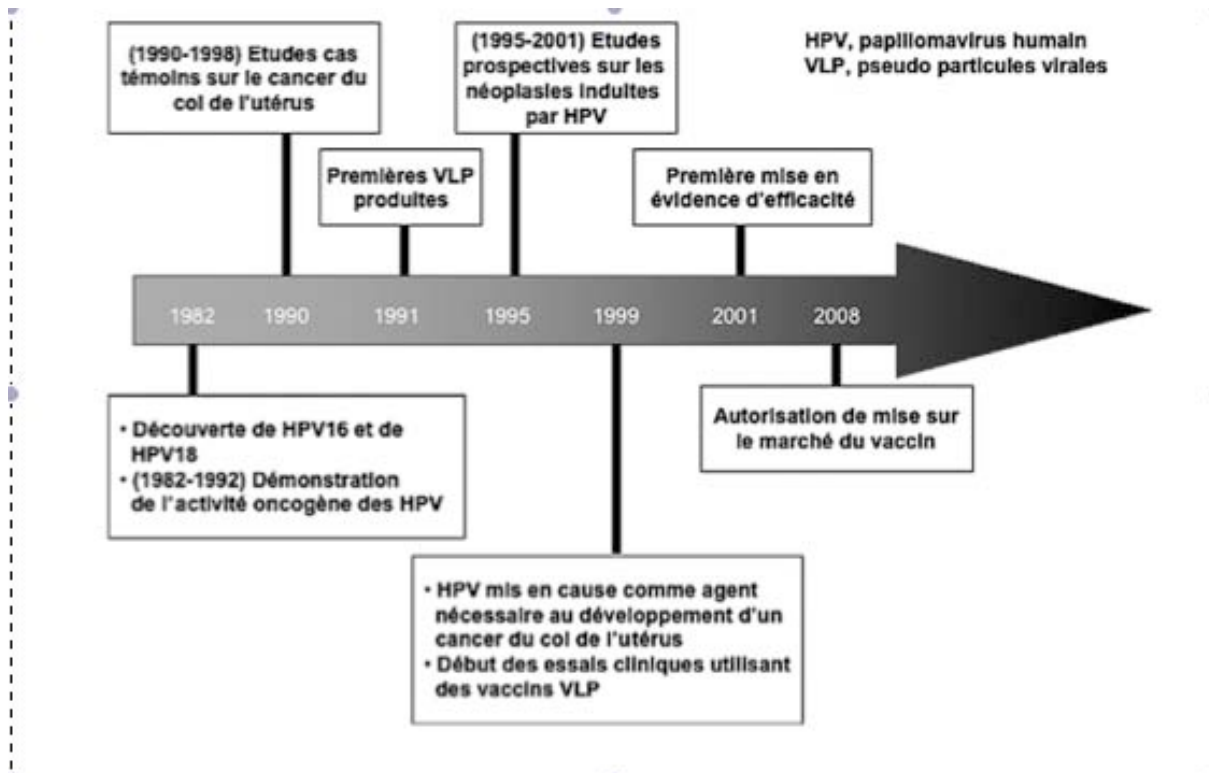 (1990-1998) Etudes cas
témoins sur le cancer du
col de l'utérus
(1995-2001) Etudes
prospectives sur les
néoplasies induites
par HPV
HPV, papillomavirus humain
VLP, pseudo particules virales
Premières VLP
produites
Première mise en
évidence d'efficacité
1982 1990 1991 1995 1999 2001 2008
• Découverte de HPV16 et de
HPV18
• (1982-1992) Démonstration
de l'activité oncogène des HPV
Autorisation de mise sur
le marché du vaccin
• HPV mis en cause comme agent
nécessaire au développement d'un
cancer du col de l'utérus
• Début des essais cliniques utilisant
des vaccins VLP